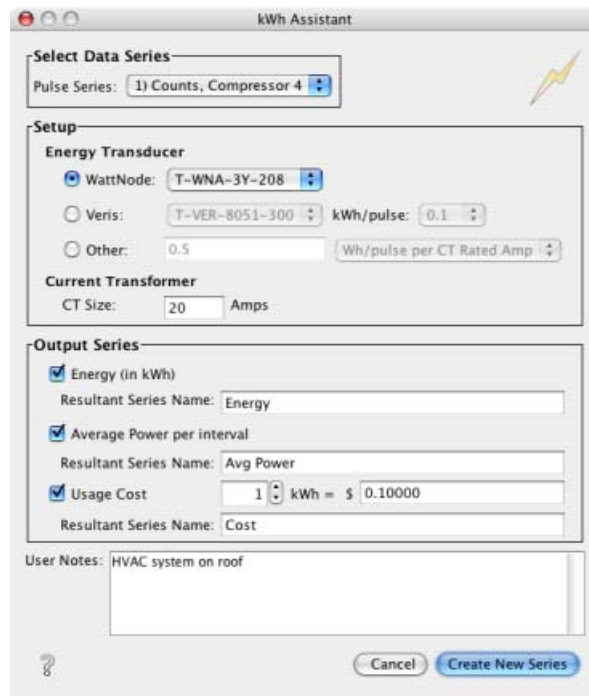 kWh Assistant
Select Data Series
Pulse Series: 1) Counts, Compressor 4
Setup
Energy Transducer
WattNode: T-WNA-3Y-208
Veris: T-VER-8051-300 kWh/pulse: 0.1
Other: 0.5 Wh/pulse per CT Rated Amp
Current Transformer
CT Size: 20 Amps
Output Series
Energy (in kWh)
Resultant Series Name: Energy
Average Power per interval
Resultant Series Name: Avg Power
Usage Cost 1 kWh = $ 0.10000
Resultant Series Name: Cost
User Notes: HVAC system on roof
? Cancel Create New Series